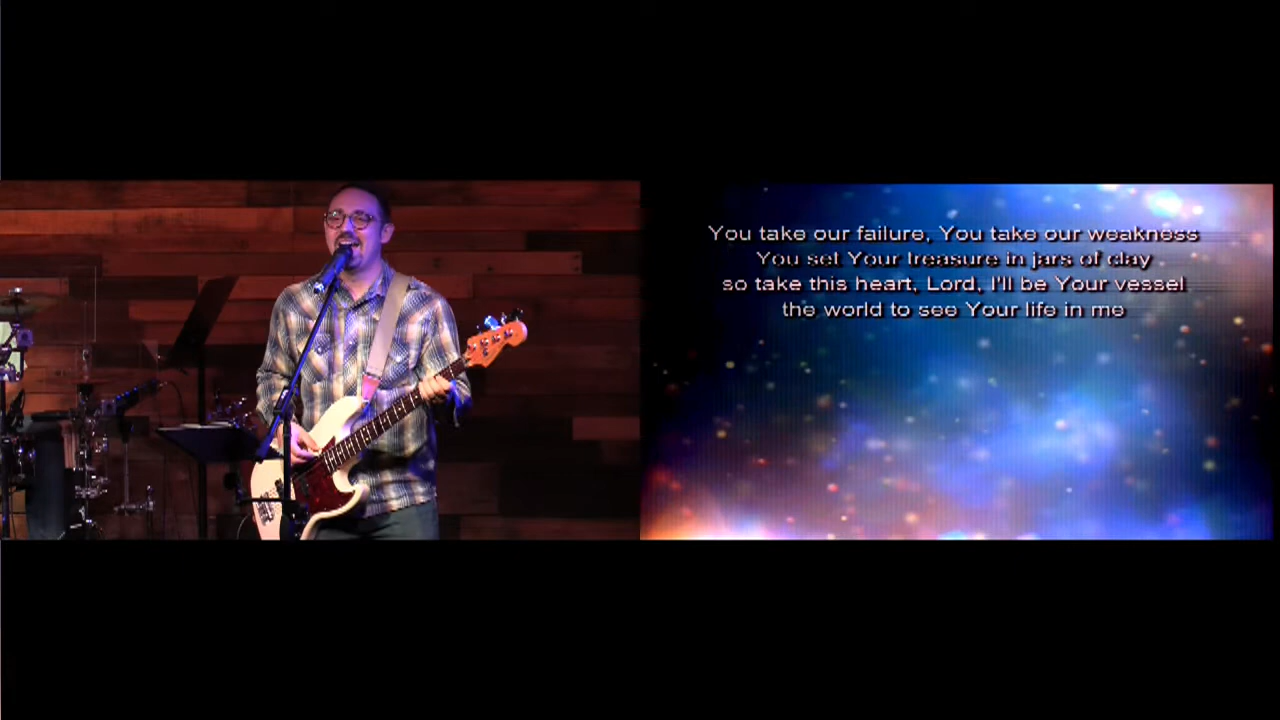 You take our failure, You take our weakness
You set Your treasure in jars of clay
so take this heart, Lord, I'll be Your vessel
the world to see Your life in me